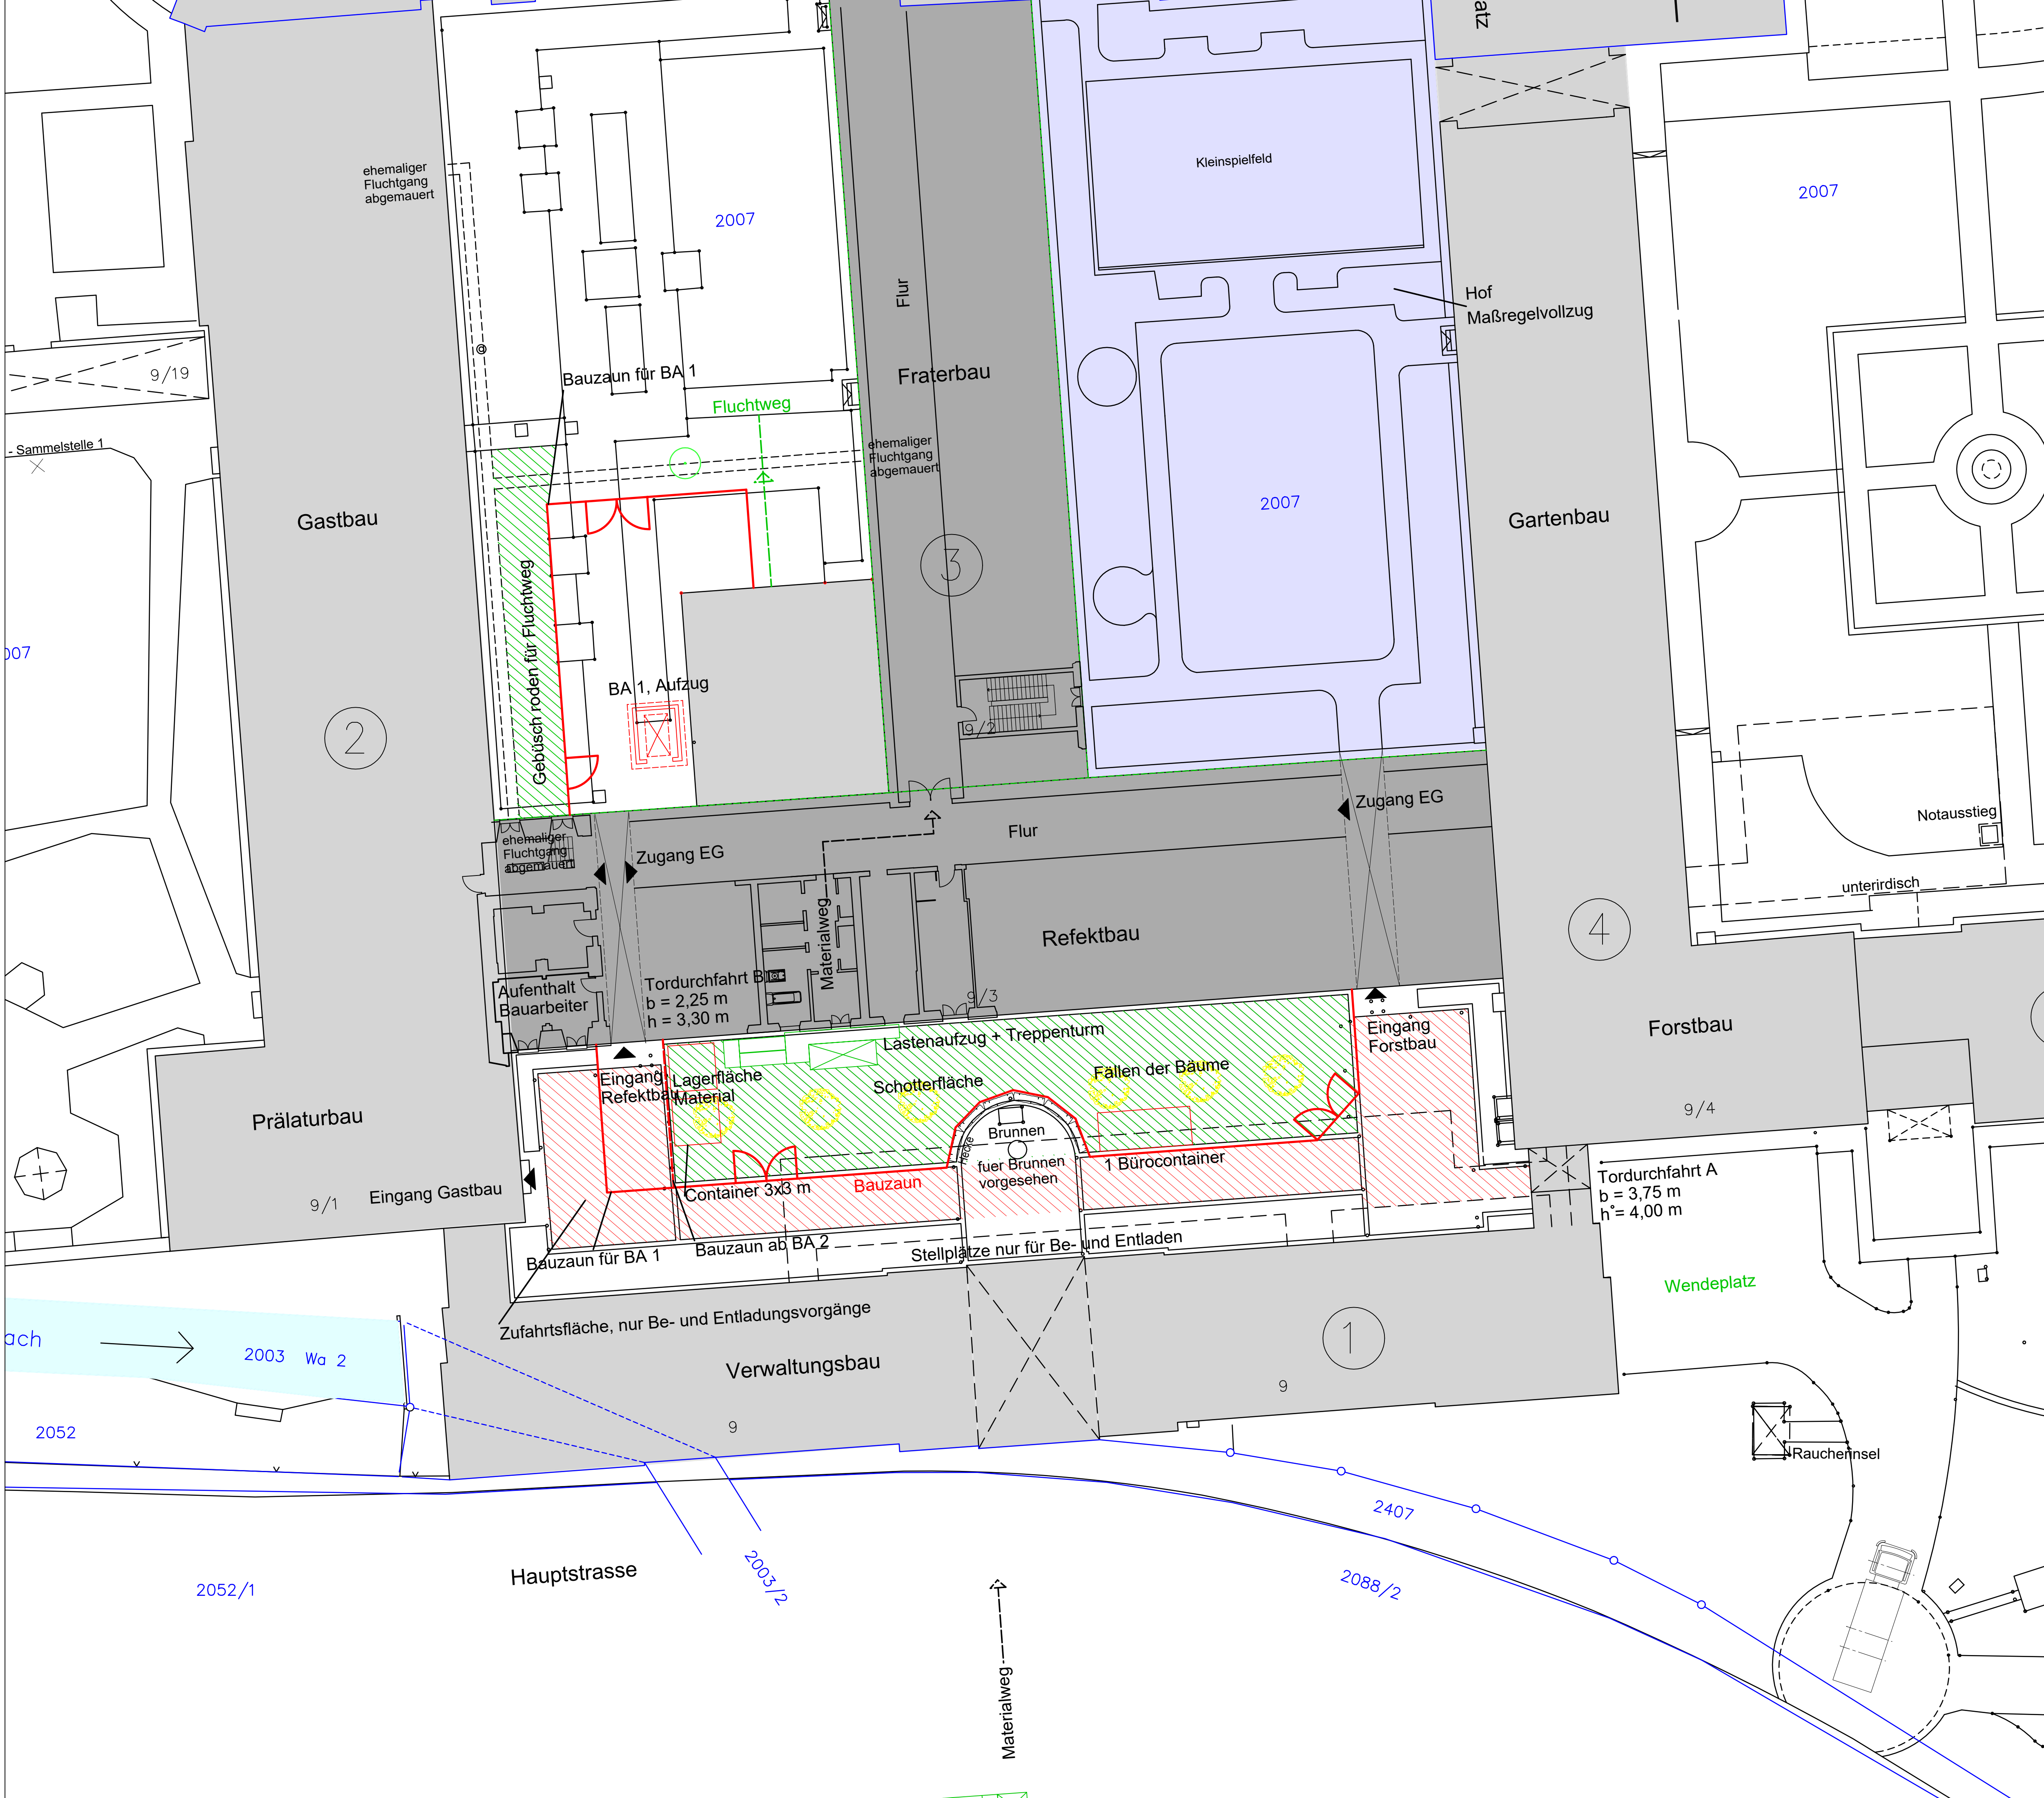 atz
Kleinspielfeld
ehemaliger
Fluchtgang
abgemauert
2007
2007
Flur
Hof
Maßregelvollzug
9/19
Bauzaun für BA 1
Fraterbau
Fluchtweg
- Sammelstelle 1
ehemaliger
Fluchtgang
abgemauert
2007
Gastbau
Gartenbau
3
Gebüsch roden für Fluchtweg
007
BA 1, Aufzug
2
9/2
Zugang EG
Notausstieg
Flur
ehemaliger
Fluchtgang
abgemauert
Zugang EG
unterirdisch
Materialweg
Refektbau
4
Aufenthalt
Bauarbeiter
Tordurchfahrt B
b = 2,25 m
h = 3,30 m
9/3
Lastenaufzug + Treppenturm
Eingang
Forstbau
Forstbau
Eingang
Refektbau
Lagerfläche
Material
Schotterfläche
Fällen der Bäume
Prälaturbau
9/4
Brunnen
Hecke
fuer Brunnen
vorgesehen
1 Bürocontainer
Eingang Gastbau
9/1
Container 3x3 m
Bauzaun
Tordurchfahrt A
b = 3,75 m
h = 4,00 m
Bauzaun für BA 1
Bauzaun ab BA 2
Stellplätze nur für Be- und Entladen
Wendeplatz
Zufahrtsfläche, nur Be- und Entladungsvorgänge
ach
2003 Wa 2
Verwaltungsbau
1
9
9
2052
Raucherinsel
2407
Hauptstrasse
2052/1
2003/2
2088/2
Materialweg